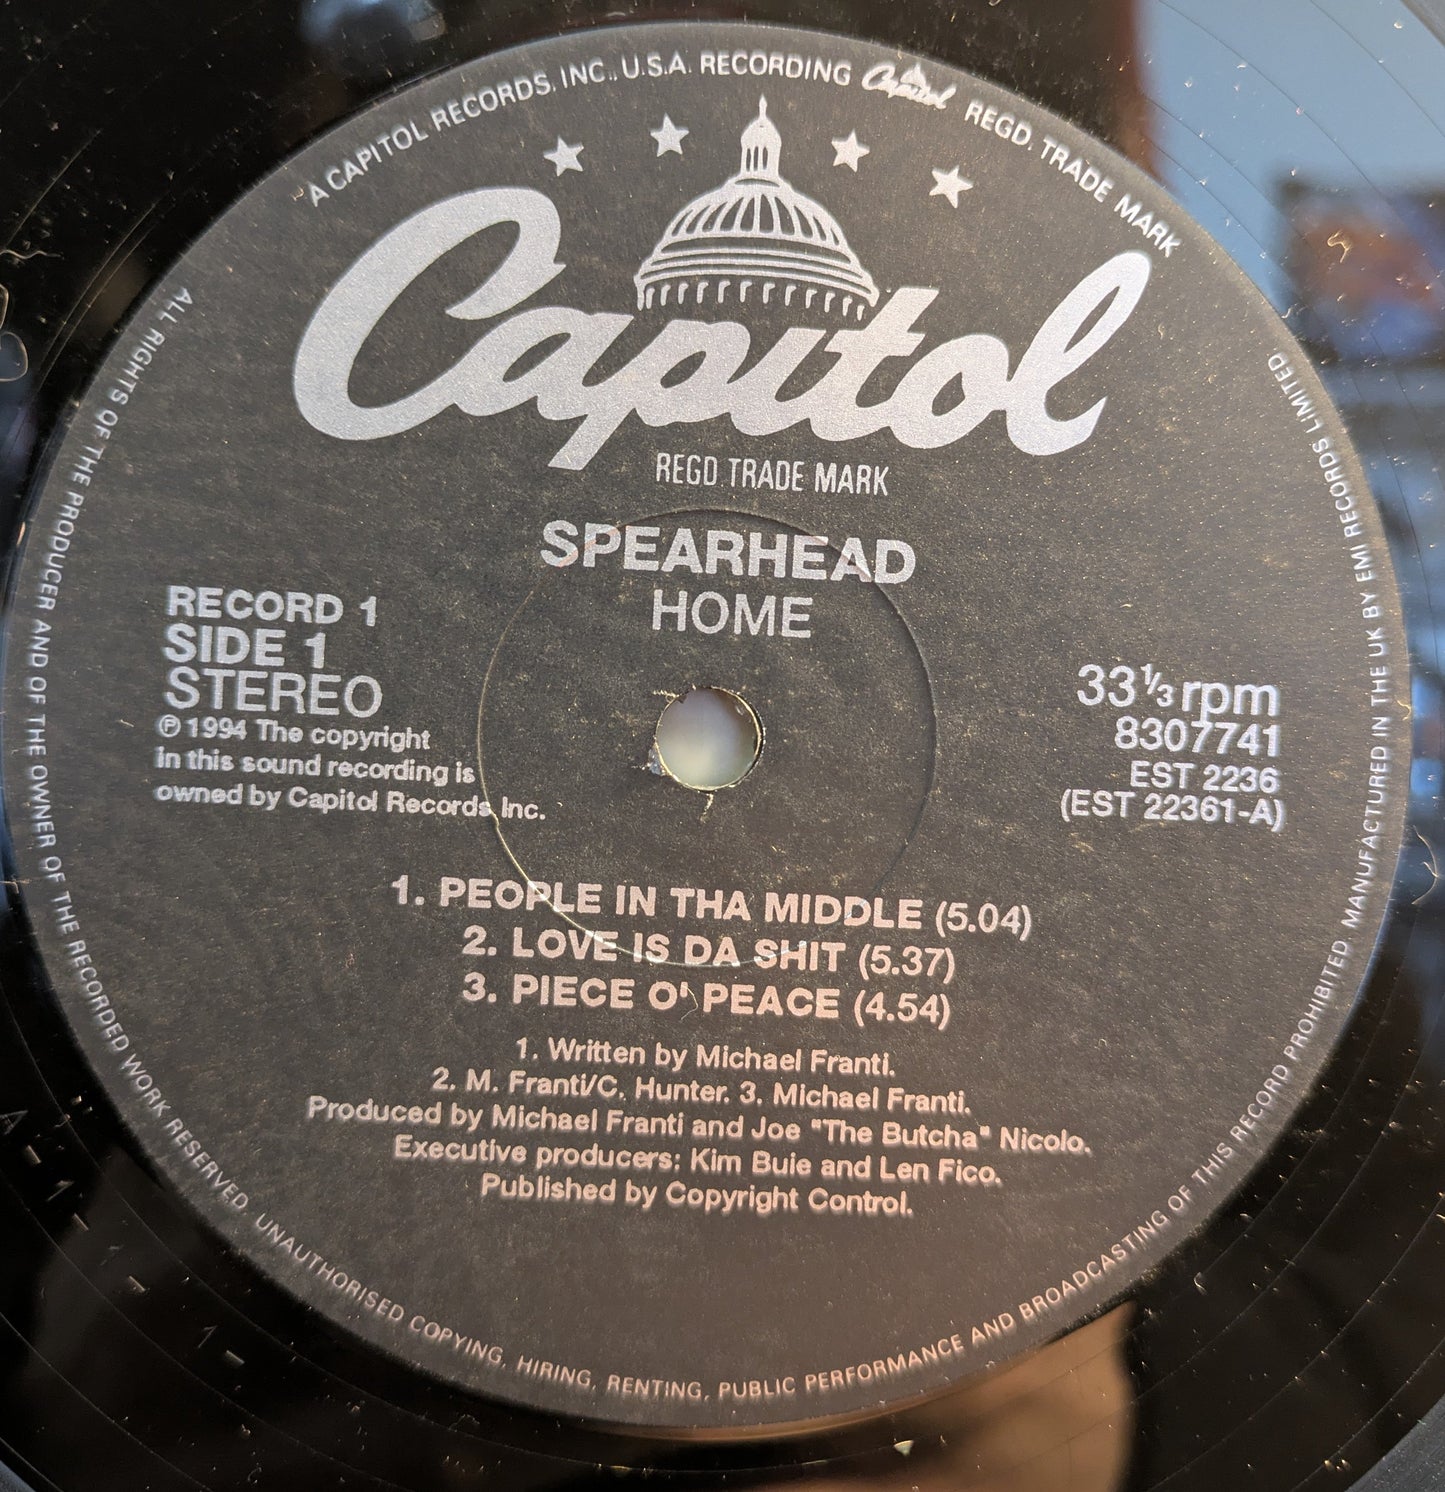 A CAPITOL RECORDS, INC., U.S.A. RECORDING Capitol REGD. TRADE MARK
Capitol
REGD TRADE MARK
SPEARHEAD
HOME
RECORD 1
SIDE 1
STEREO
℗ 1994 The copyright
in this sound recording is
owned by Capitol Records Inc.
33⅓ rpm
8307741
EST 2236
(EST 22361-A)
1. PEOPLE IN THA MIDDLE (5.04)
2. LOVE IS DA SHIT (5.37)
3. PIECE O' PEACE (4.54)
1. Written by Michael Franti.
2. M. Franti/C. Hunter. 3. Michael Franti.
Produced by Michael Franti and Joe "The Butcha" Nicolo.
Executive producers: Kim Buie and Len Fico.
Published by Copyright Control.
ALL RIGHTS OF THE PRODUCER AND OF THE OWNER OF THE RECORDED WORK RESERVED. UNAUTHORISED COPYING, HIRING, RENTING, PUBLIC PERFORMANCE AND BROADCASTING OF THIS RECORD PROHIBITED. MANUFACTURED IN THE UK BY EMI RECORDS LIMITED
A-1-1-1-